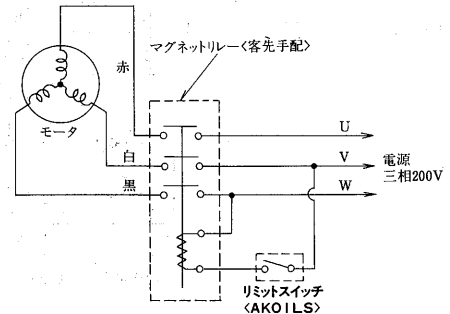 マグネットリレー〈客先手配〉
赤
モータ
白
黒
U
V
W
電源
三相200V
リミットスイッチ
〈AKOILS〉